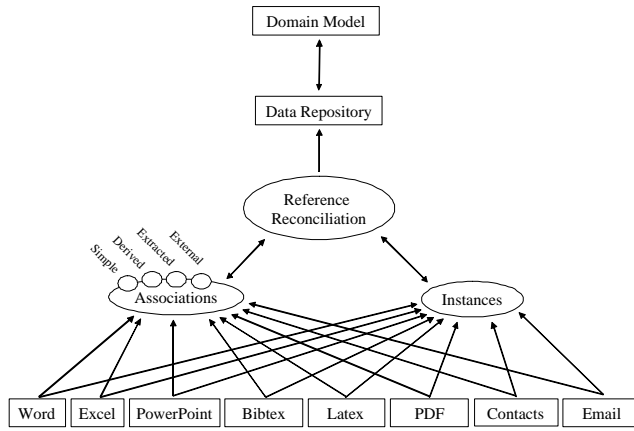 Domain Model
Data Repository
Reference
Reconciliation
Simple
Derived
Extracted
External
Associations
Instances
Word
Excel
PowerPoint
Bibtex
Latex
PDF
Contacts
Email